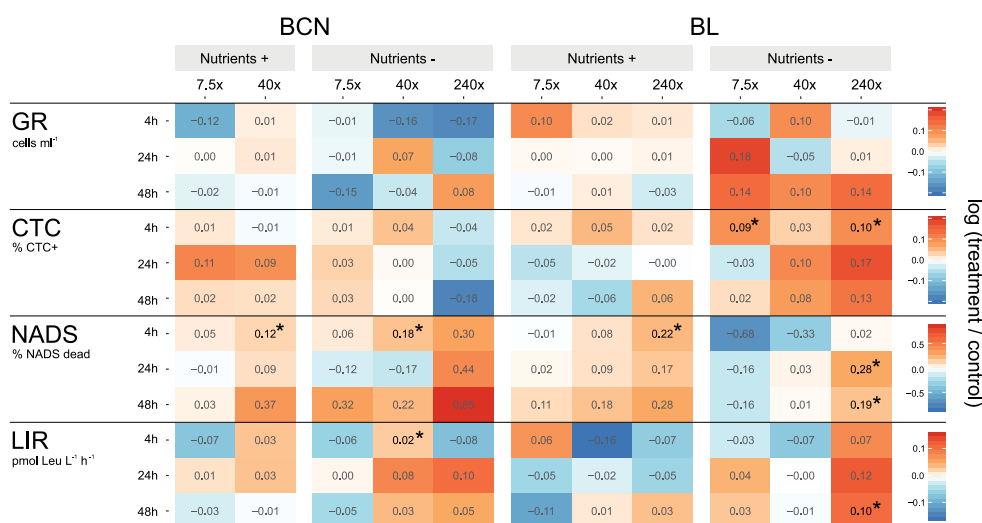 BCN BL
Nutrients + Nutrients - Nutrients + Nutrients -
7.5x 40x 7.5x 40x 240x 7.5x 40x 240x 7.5x 40x 240x
GR
cells ml⁻¹
4h -0.12 0.01 -0.01 -0.16 -0.17 0.10 0.02 0.01 -0.06 0.10 -0.01
24h 0.00 0.01 -0.01 0.07 -0.08 0.00 0.00 0.01 0.18 -0.05 0.01
48h -0.02 -0.01 -0.15 -0.04 0.08 -0.01 0.01 -0.03 0.14 0.10 0.14
0.1
0.0
-0.1
CTC
% CTC+
4h 0.01 -0.01 0.01 0.04 -0.04 0.02 0.05 0.02 0.09* 0.03 0.10*
24h 0.11 0.09 0.03 0.00 -0.05 -0.05 -0.02 -0.00 -0.03 0.10 0.17
48h 0.02 0.02 0.03 0.00 -0.18 -0.02 -0.06 0.06 -0.02 0.08 0.13
0.1
0.0
-0.1
NADS
% NADS dead
4h 0.05 0.12* 0.06 0.18* 0.30 -0.01 0.08 0.22* -0.68 -0.33 0.02
24h -0.01 0.09 -0.12 -0.17 0.44 0.02 0.09 0.17 -0.16 0.03 0.28*
48h 0.03 0.37 0.32 0.22 0.85 0.11 0.18 0.28 -0.16 0.01 0.19*
0.5
0.0
-0.5
LIR
pmol Leu L⁻¹ h⁻¹
4h -0.07 0.03 -0.06 0.02* -0.08 0.06 -0.16 -0.07 -0.03 -0.07 0.07
24h 0.01 0.03 0.00 0.08 0.10 -0.05 -0.02 -0.05 0.04 -0.00 0.12
48h -0.03 -0.01 -0.05 0.03 0.05 -0.11 0.01 0.03 0.03 -0.01 0.10*
0.1
0.0
-0.1
log (treatment / control)